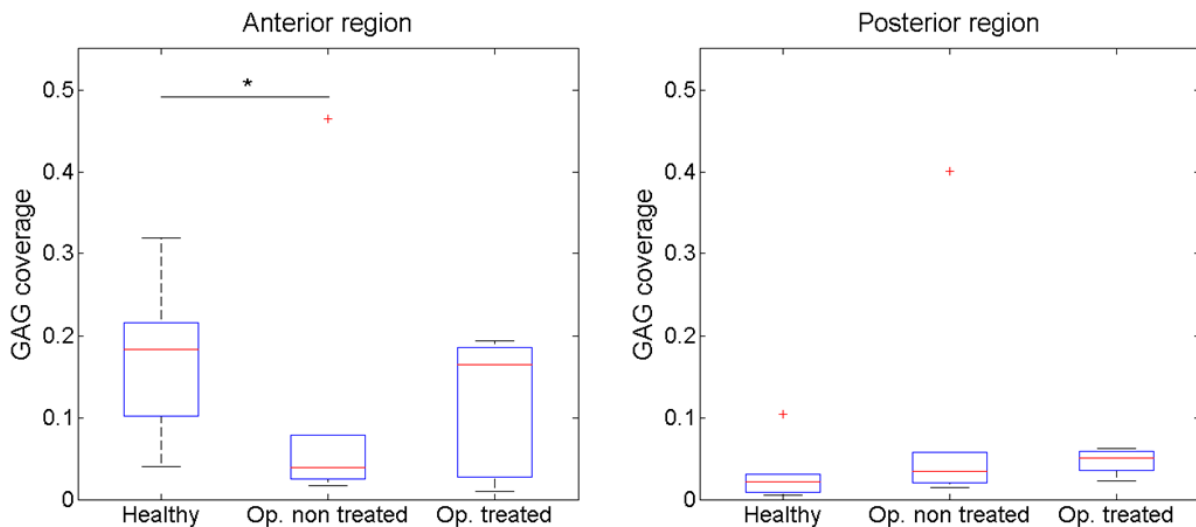 Anterior region
GAG coverage
0.5
0.4
0.3
0.2
0.1
0
*
Healthy
Op. non treated
Op. treated
Posterior region
GAG coverage
0.5
0.4
0.3
0.2
0.1
0
Healthy
Op. non treated
Op. treated